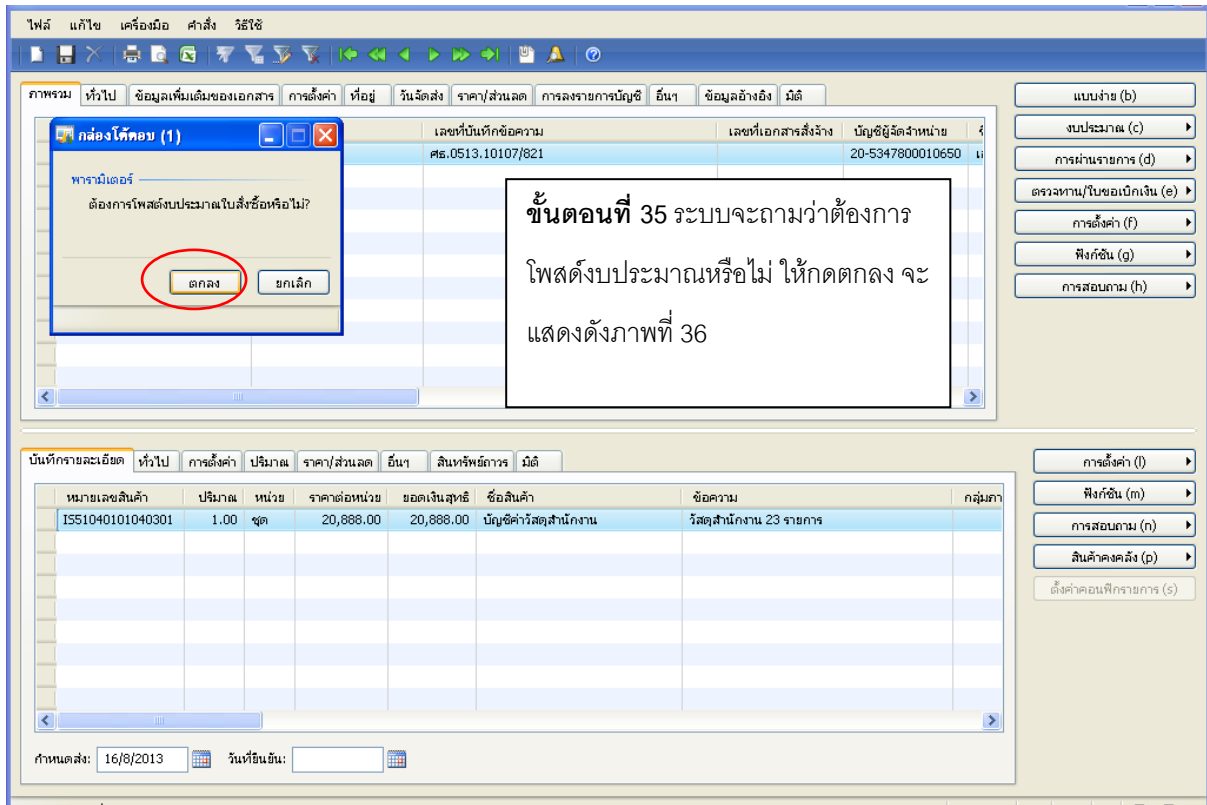 ไฟล์ แก้ไข เครื่องมือ คำสั่ง วิธีใช้
ภาพรวม ทั่วไป ข้อมูลเพิ่มเติมของเอกสาร การตั้งค่า ที่อยู่ วันจัดส่ง ราคา/ส่วนลด การลงรายการบัญชี อื่นๆ ข้อมูลอ้างอิง มิติ
แบบง่าย (b)
งบประมาณ (c)
การผ่านรายการ (d)
ตรวจทาน/ใบขอเบิกเงิน (e)
การตั้งค่า (f)
ฟังก์ชัน (g)
การสอบถาม (h)
เลขที่บันทึกข้อความ เลขที่เอกสารสั่งจ้าง บัญชีผู้จัดจำหน่าย
ศธ.0513.10107/821 20-5347800010650
กล่องโต้ตอบ (1)
พารามิเตอร์
ต้องการโพสต์งบประมาณใบสั่งซื้อหรือไม่?
ตกลง ยกเลิก
ขั้นตอนที่ 35 ระบบจะถามว่าต้องการ
โพสด์งบประมาณหรือไม่ ให้กดตกลง จะ
แสดงดังภาพที่ 36
บันทึกรายละเอียด ทั่วไป การตั้งค่า ปริมาณ ราคา/ส่วนลด อื่นๆ สินทรัพย์ถาวร มิติ
การตั้งค่า (l)
ฟังก์ชัน (m)
การสอบถาม (n)
สินค้าคงคลัง (p)
ตั้งค่าคอนฟิกรายการ (s)
หมายเลขสินค้า ปริมาณ หน่วย ราคาต่อหน่วย ยอดเงินสุทธิ ชื่อสินค้า ข้อความ กลุ่มภา
IS51040101040301 1.00 ชุด 20,888.00 20,888.00 บัญชีค่าวัสดุสำนักงาน วัสดุสำนักงาน 23 รายการ
กำหนดส่ง: 16/8/2013 วันที่ยืนยัน: